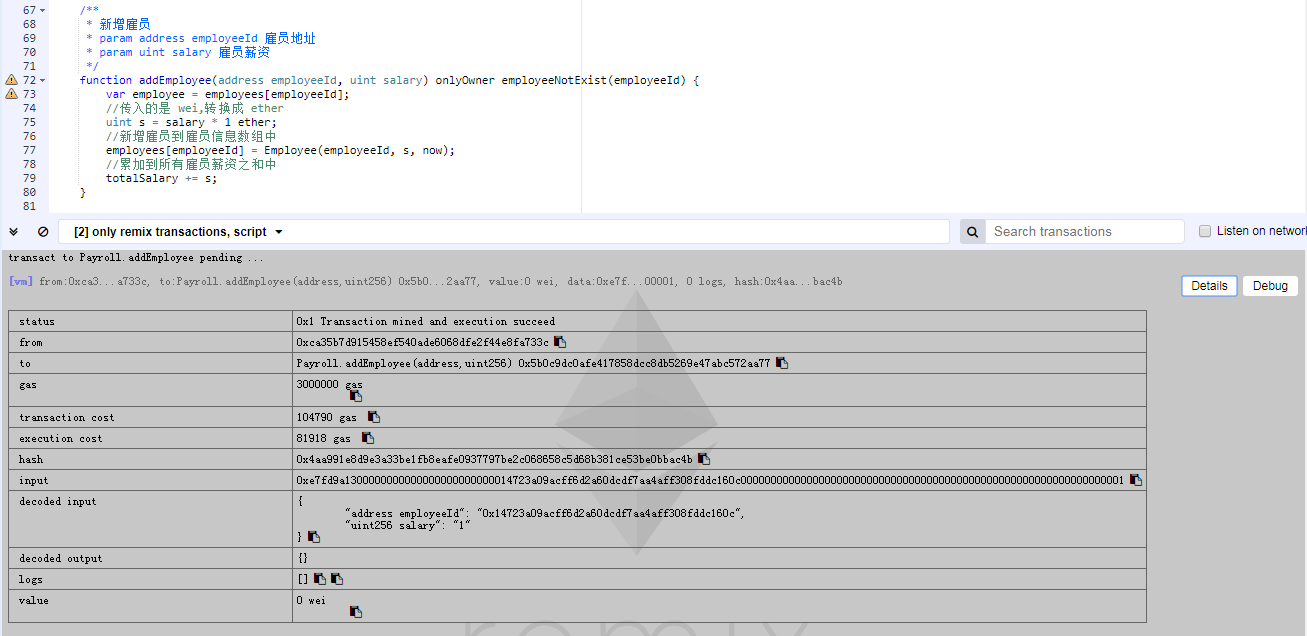 67 /**
68 * 新增雇员
69 * param address employeeId 雇员地址
70 * param uint salary 雇员薪资
71 */
72 function addEmployee(address employeeId, uint salary) onlyOwner employeeNotExist(employeeId) {
73 var employee = employees[employeeId];
74 //传入的是 wei,转换成 ether
75 uint s = salary * 1 ether;
76 //新增雇员到雇员信息数组中
77 employees[employeeId] = Employee(employeeId, s, now);
78 //累加到所有雇员薪资之和中
79 totalSalary += s;
80 }
81
[2] only remix transactions, script
Search transactions
Listen on network
transact to Payroll.addEmployee pending ...
[vm] from:0xca3...a733c, to:Payroll.addEmployee(address,uint256) 0x5b0...2aa77, value:0 wei, data:0xe7f...00001, 0 logs, hash:0x4aa...bac4b
Details Debug
status 0x1 Transaction mined and execution succeed
from 0xca35b7d915458ef540ade6068dfe2f44e8fa733c
to Payroll.addEmployee(address,uint256) 0x5b0c9dc0afe417858dcc8db5269e47abc572aa77
gas 3000000 gas
transaction cost 104790 gas
execution cost 81918 gas
hash 0x4aa991e8d9e3a33be1fb8eafe0937797be2c068658c5d68b381ce53be0bbac4b
input 0xe7fd9a1300000000000000000000000014723a09acff6d2a60dcdf7aa4aff308fddc160c0000000000000000000000000000000000000000000000000000000000000001
decoded input {
"address employeeId": "0x14723a09acff6d2a60dcdf7aa4aff308fddc160c",
"uint256 salary": "1"
}
decoded output {}
logs []
value 0 wei
remix